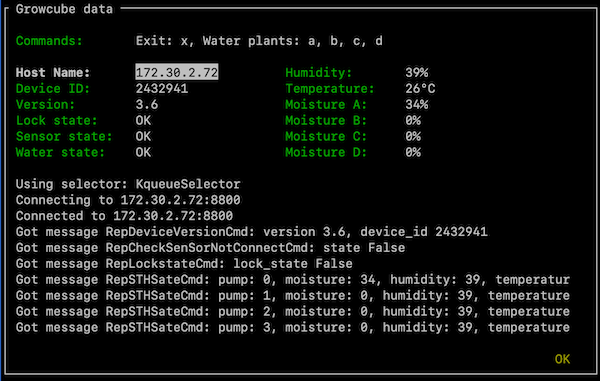 Growcube data
Commands: Exit: x, Water plants: a, b, c, d
Host Name: 172.30.2.72 Humidity: 39%
Device ID: 2432941 Temperature: 26°C
Version: 3.6 Moisture A: 34%
Lock state: OK Moisture B: 0%
Sensor state: OK Moisture C: 0%
Water state: OK Moisture D: 0%
Using selector: KqueueSelector
Connecting to 172.30.2.72:8800
Connected to 172.30.2.72:8800
Got message RepDeviceVersionCmd: version 3.6, device_id 2432941
Got message RepCheckSenSorNotConnectCmd: state False
Got message RepLockstateCmd: lock_state False
Got message RepSTHSateCmd: pump: 0, moisture: 34, humidity: 39, temperatur
Got message RepSTHSateCmd: pump: 1, moisture: 0, humidity: 39, temperature
Got message RepSTHSateCmd: pump: 2, moisture: 0, humidity: 39, temperature
Got message RepSTHSateCmd: pump: 3, moisture: 0, humidity: 39, temperature
OK